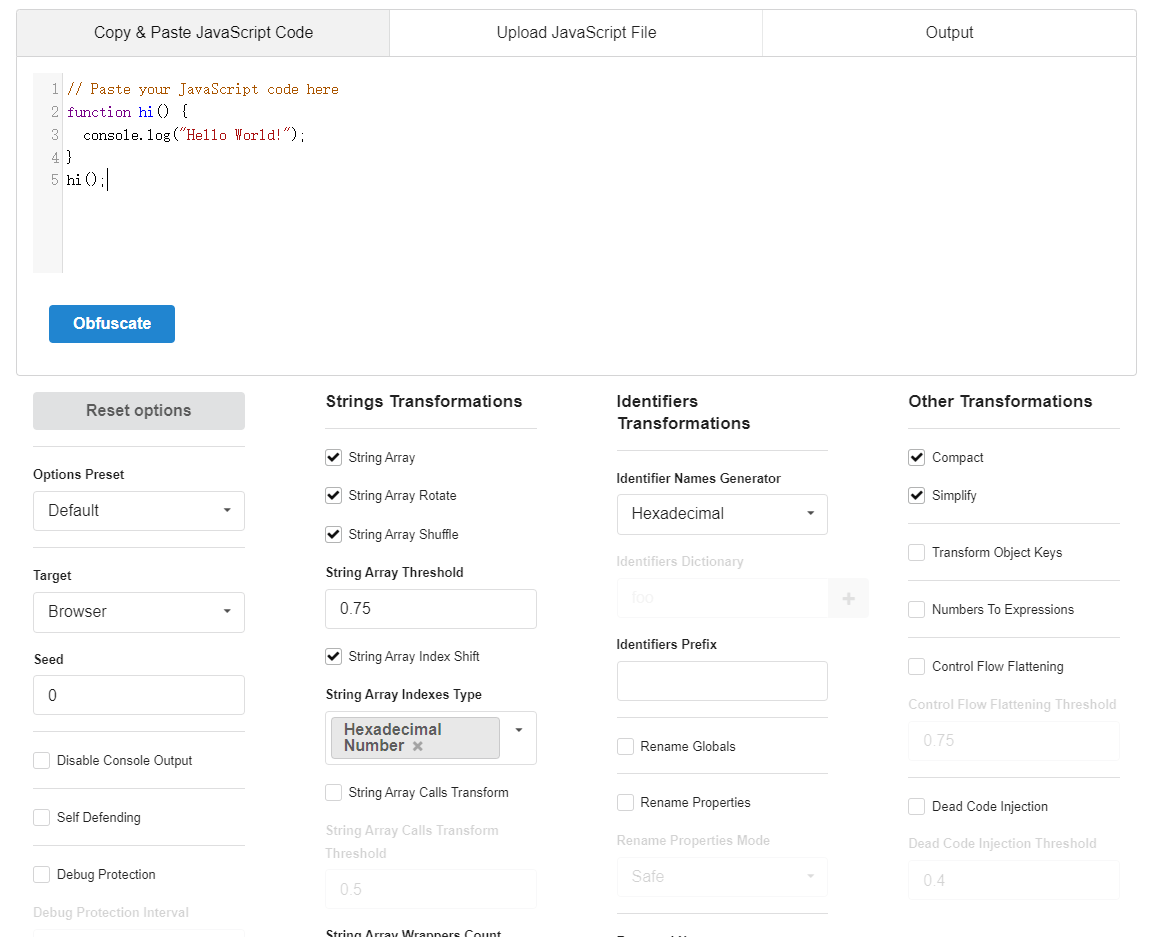 Copy & Paste JavaScript Code
Upload JavaScript File
Output
1 // Paste your JavaScript code here
2 function hi() {
3   console.log("Hello World!");
4 }
5 hi();
Obfuscate
Reset options
Options Preset
Default
Target
Browser
Seed
0
Disable Console Output
Self Defending
Debug Protection
Debug Protection Interval
Strings Transformations
String Array
String Array Rotate
String Array Shuffle
String Array Threshold
0.75
String Array Index Shift
String Array Indexes Type
Hexadecimal
Number ×
String Array Calls Transform
String Array Calls Transform
Threshold
0.5
String Array Wrappers Count
Identifiers
Transformations
Identifier Names Generator
Hexadecimal
Identifiers Dictionary
foo
Identifiers Prefix
Rename Globals
Rename Properties
Rename Properties Mode
Safe
Other Transformations
Compact
Simplify
Transform Object Keys
Numbers To Expressions
Control Flow Flattening
Control Flow Flattening Threshold
0.75
Dead Code Injection
Dead Code Injection Threshold
0.4